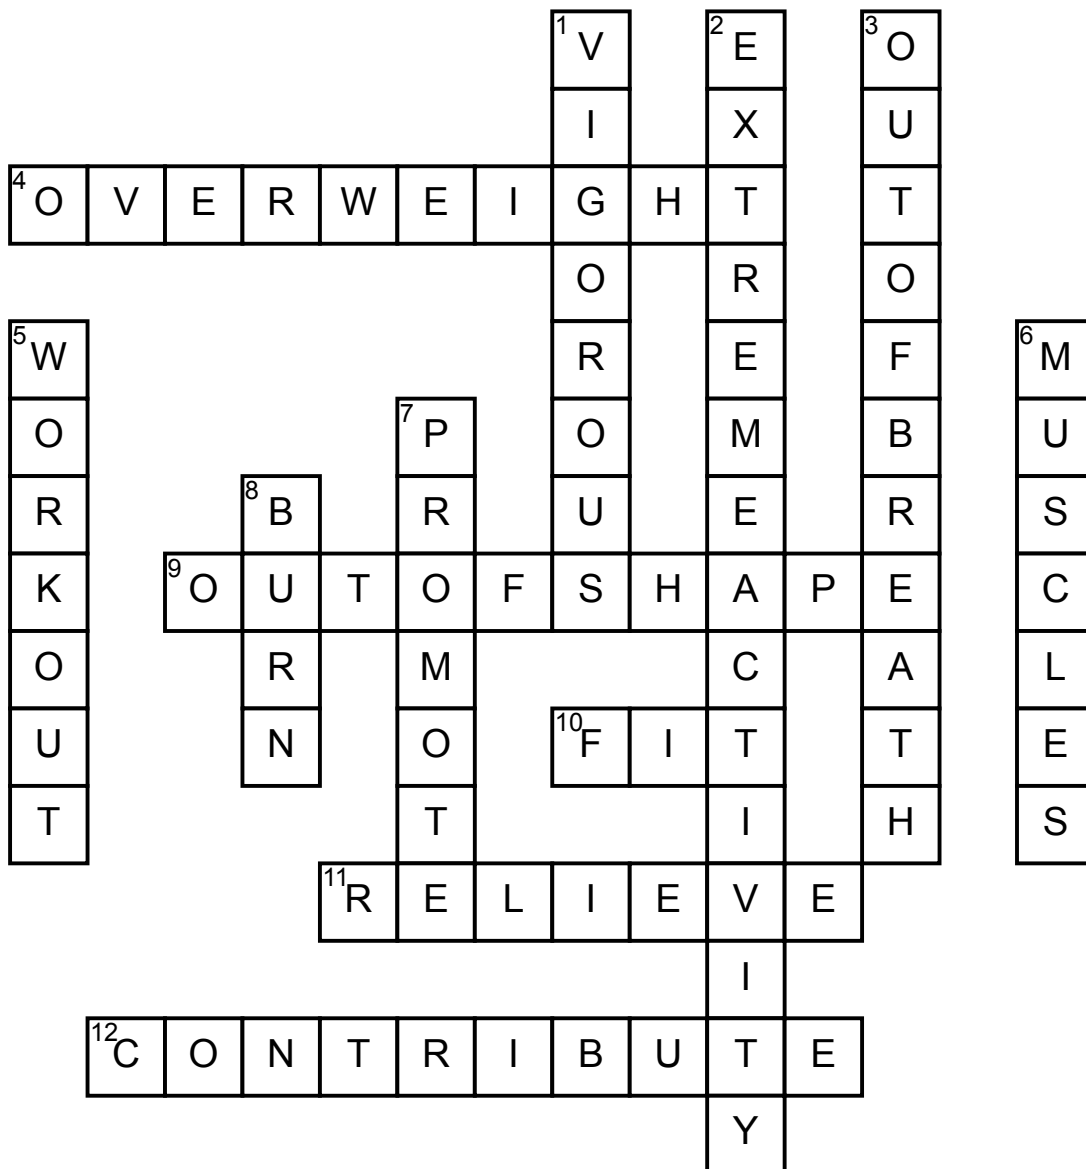 1 V 2 E 3 O
I X U
4 O V E R W E I G H T T
O R O
5 W R E F 6 M
O 7 P O M B U
R 8 B R U E R S
K 9 O U T O F S H A P E C
O R M C A L
U N O 10 F I T T E
T T I H S
11 R E L I E V E
I
12 C O N T R I B U T E
Y